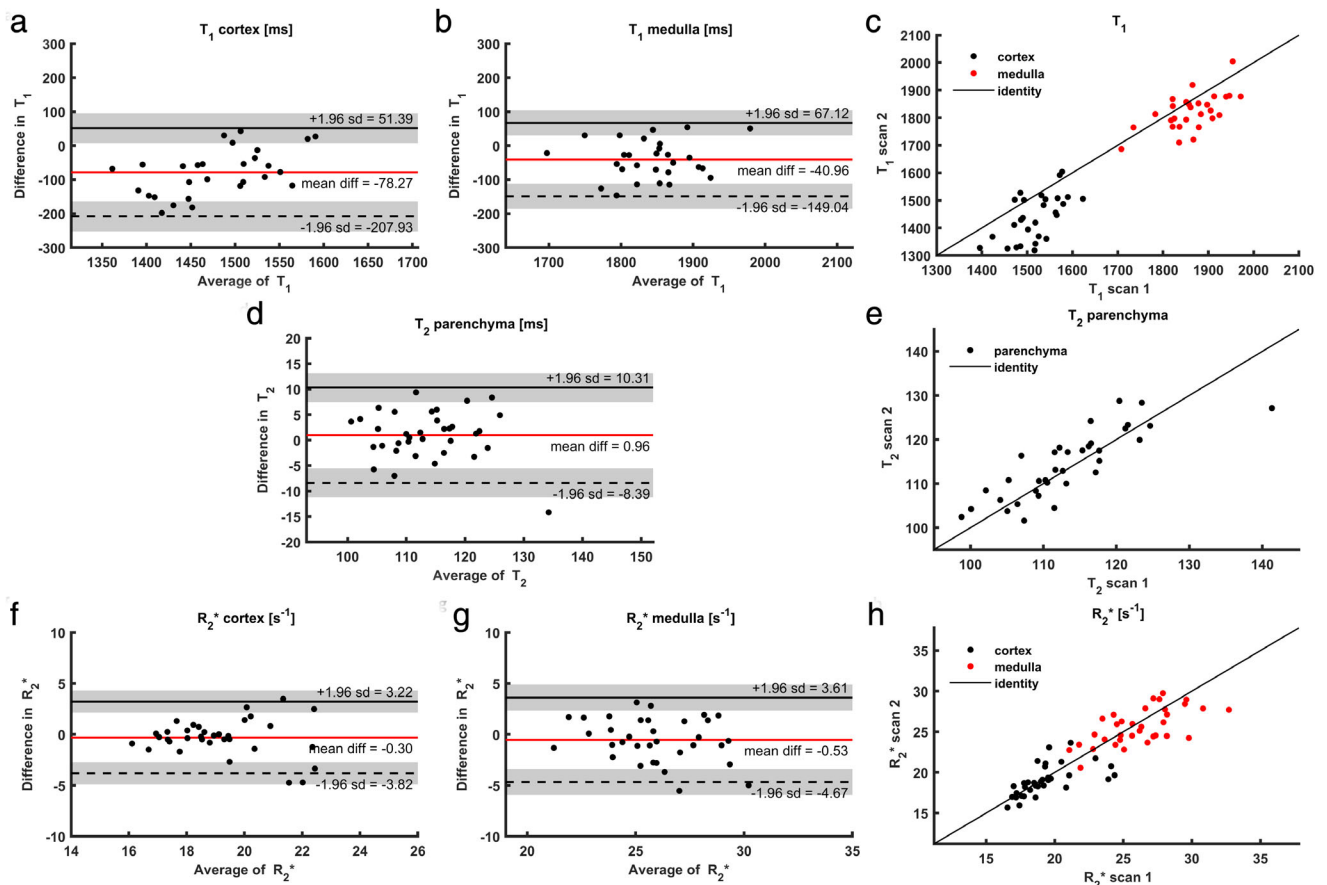 a
T1 cortex [ms]
Difference in T1
300
200
100
0
-100
-200
-300
+1.96 sd = 51.39
mean diff = -78.27
-1.96 sd = -207.93
1350 1400 1450 1500 1550 1600 1650 1700
Average of T1
b
T1 medulla [ms]
Difference in T1
300
200
100
0
-100
-200
-300
+1.96 sd = 67.12
mean diff = -40.96
-1.96 sd = -149.04
1700 1800 1900 2000 2100
Average of T1
c
T1
T1 scan 2
2100
2000
1900
1800
1700
1600
1500
1400
1300
cortex
medulla
identity
1300 1400 1500 1600 1700 1800 1900 2000 2100
T1 scan 1
d
T2 parenchyma [ms]
Difference in T2
20
15
10
5
0
-5
-10
-15
-20
+1.96 sd = 10.31
mean diff = 0.96
-1.96 sd = -8.39
100 110 120 130 140 150
Average of T2
e
T2 parenchyma
T2 scan 2
140
130
120
110
100
parenchyma
identity
100 110 120 130 140
T2 scan 1
f
R2* cortex [s-1]
Difference in R2*
10
5
0
-5
-10
+1.96 sd = 3.22
mean diff = -0.30
-1.96 sd = -3.82
14 16 18 20 22 24 26
Average of R2*
g
R2* medulla [s-1]
Difference in R2*
10
5
0
-5
-10
+1.96 sd = 3.61
mean diff = -0.53
-1.96 sd = -4.67
20 25 30 35
Average of R2*
h
R2* [s-1]
R2* scan 2
35
30
25
20
15
cortex
medulla
identity
15 20 25 30 35
R2* scan 1